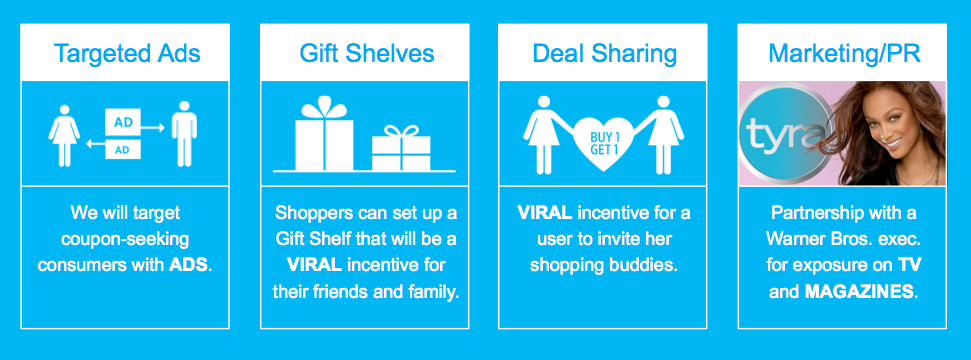 Targeted Ads
AD
AD
We will target
coupon-seeking
consumers with ADS.
Gift Shelves
Shoppers can set up a
Gift Shelf that will be a
VIRAL incentive for
their friends and family.
Deal Sharing
BUY 1
GET 1
VIRAL incentive for a
user to invite her
shopping buddies.
Marketing/PR
tyra
Partnership with a
Warner Bros. exec.
for exposure on TV
and MAGAZINES.